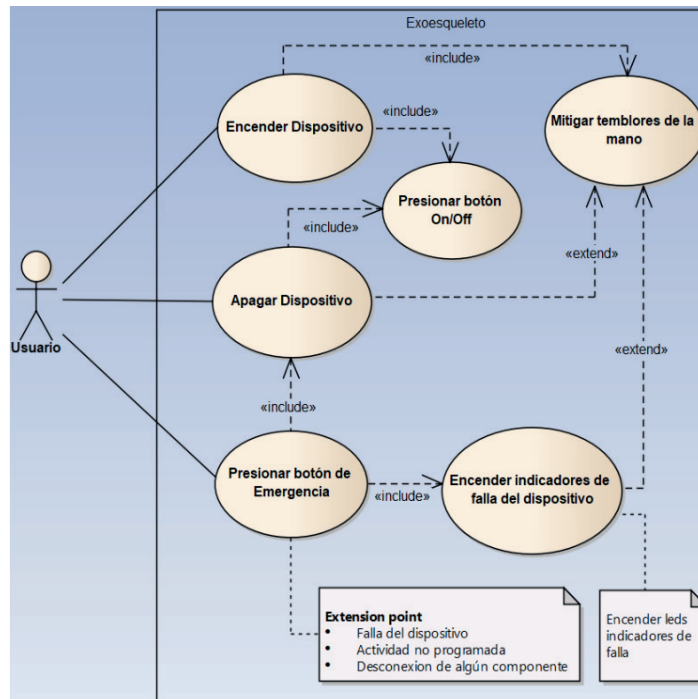 Exoesqueleto
«include»
Encender Dispositivo
«include»
Mitigar temblores de la
mano
Presionar botón
On/Off
«include»
«extend»
Apagar Dispositivo
Usuario
«extend»
«include»
Presionar botón de
Emergencia
«include»
Encender indicadores de
falla del dispositivo
Extension point
• Falla del dispositivo
• Actividad no programada
• Desconexion de algún componente
Encender leds
indicadores de
falla